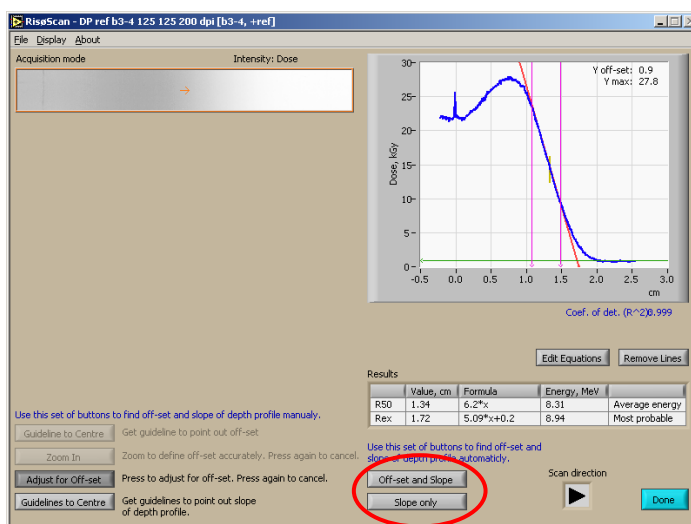 RisøScan - DP ref b3-4 125 125 200 dpi [b3-4, +ref]
File Display About
Acquisition mode Intensity: Dose
Y off-set: 0.9
Y max: 27.8
30
25
20
15
10
5
0
Dose, kGy
-0.5 0.0 0.5 1.0 1.5 2.0 2.5 3.0
cm
Coef. of det. (R^2) 0.999
Edit Equations Remove Lines
Results
Value, cm Formula Energy, MeV
R50 1.34 6.2*x 8.31 Average energy
Rex 1.72 5.09*x+0.2 8.94 Most probable
Use this set of buttons to find off-set and slope of depth profile manualy.
Guideline to Centre Get guideline to point out off-set
Zoom In Zoom to define off-set accurately. Press again to cancel.
Adjust for Off-set Press to adjust for off-set. Press again to cancel.
Guidelines to Centre Get guidelines to point out slope
of depth profile.
Use this set of buttons to find off-set and
slope of depth profile automaticly.
Off-set and Slope
Slope only
Scan direction
Done